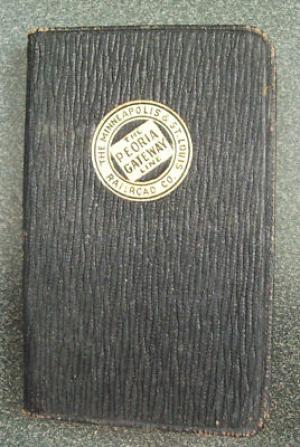 THE MINNEAPOLIS & ST. LOUIS
RAILROAD CO.
THE
PEORIA
GATEWAY
LINE